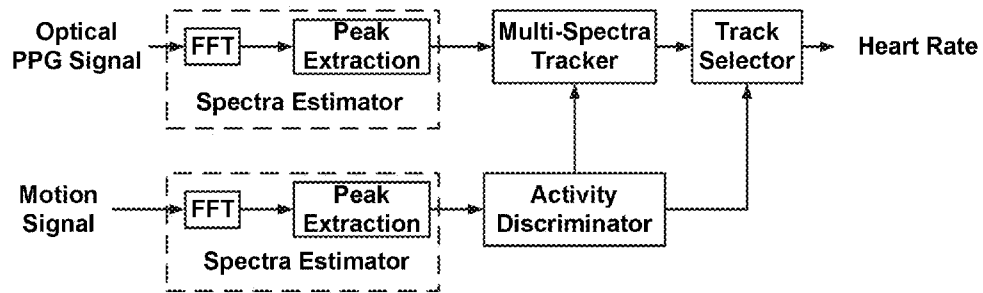 Optical
PPG Signal
FFT
Peak
Extraction
Spectra Estimator
Multi-Spectra
Tracker
Track
Selector
Heart Rate
Motion
Signal
FFT
Peak
Extraction
Spectra Estimator
Activity
Discriminator